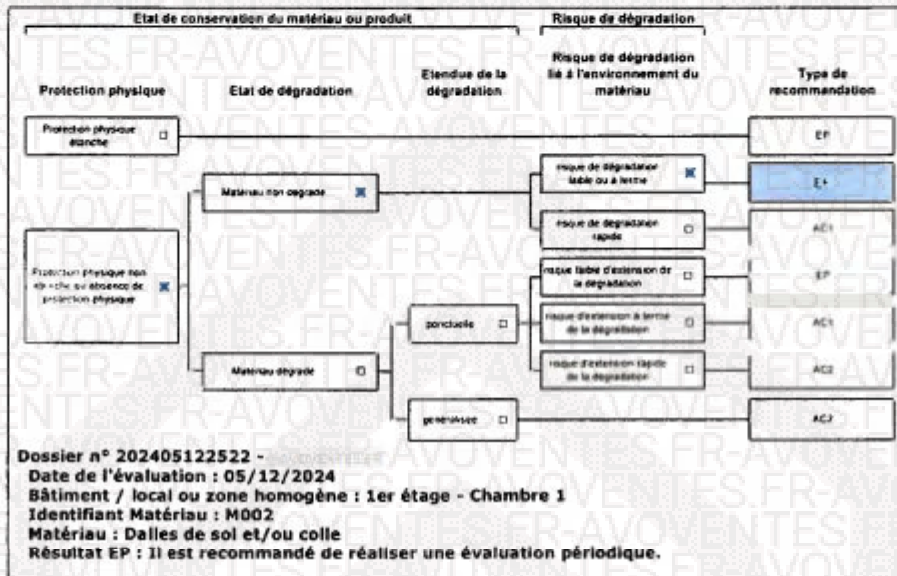 Etat de conservation du matériau ou produit
Risque de dégradation
Protection physique
Etat de dégradation
Etendue de la
dégradation
Risque de dégradation
lié à l'environnement du
matériau
Type de
recommandation
Protection physique
étanche
EP
Matériau non dégradé
risque de dégradation
faible ou à terme
EP
risque de dégradation
rapide
AC1
Protection physique non
étanche ou absence de
protection physique
risque faible d'extension de
la dégradation
EP
ponctuelle
risque d'extension à terme
de la dégradation
AC1
Matériau dégradé
risque d'extension rapide
de la dégradation
AC2
généralisée
AC2
Dossier n° 202405122522 -
Date de l'évaluation : 05/12/2024
Bâtiment / local ou zone homogène : 1er étage - Chambre 1
Identifiant Matériau : M002
Matériau : Dalles de sol et/ou colle
Résultat EP : Il est recommandé de réaliser une évaluation périodique.
AVOVENTES.FR